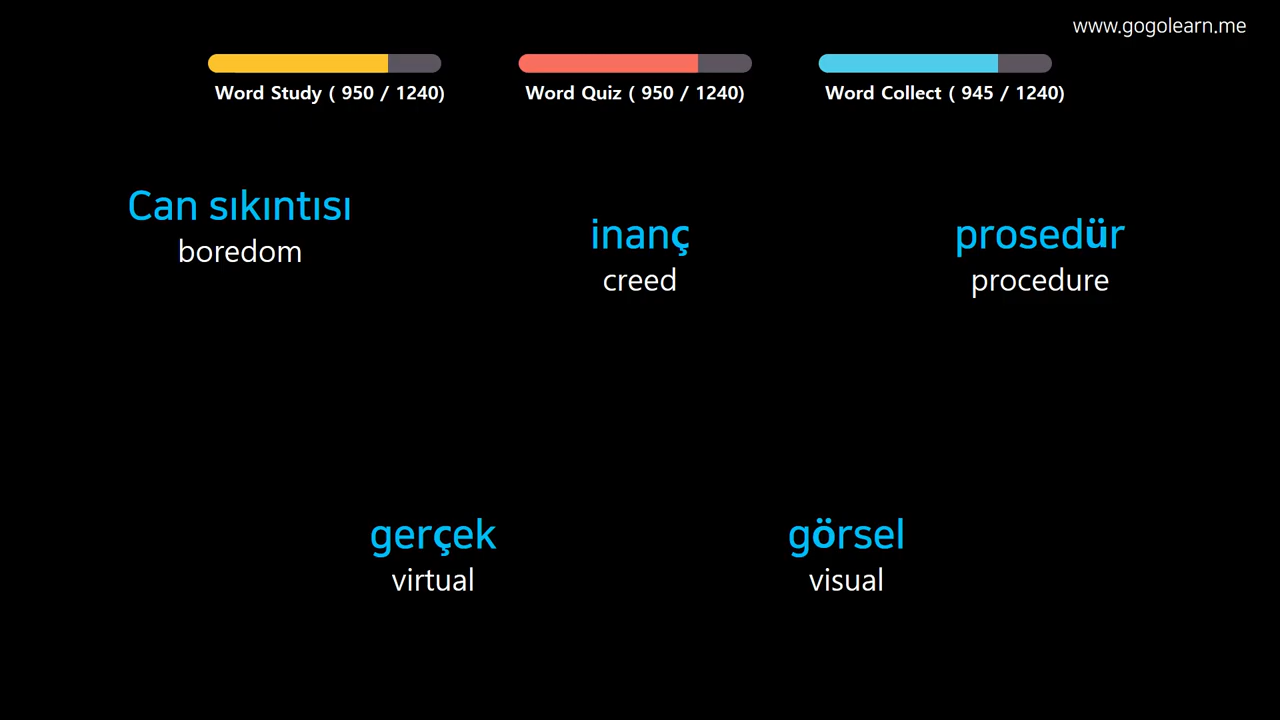 www.gogolearn.me
Word Study ( 950 / 1240)
Word Quiz ( 950 / 1240)
Word Collect ( 945 / 1240)
Can sıkıntısı
boredom
inanç
creed
prosedür
procedure
gerçek
virtual
görsel
visual